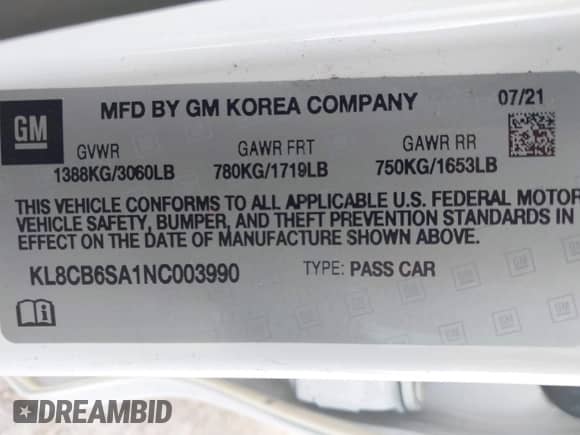 GM
MFD BY GM KOREA COMPANY 07/21
GVWR GAWR FRT GAWR RR
1388KG/3060LB 780KG/1719LB 750KG/1653LB
THIS VEHICLE CONFORMS TO ALL APPLICABLE U.S. FEDERAL MOTOR
VEHICLE SAFETY, BUMPER, AND THEFT PREVENTION STANDARDS IN
EFFECT ON THE DATE OF MANUFACTURE SHOWN ABOVE.
KL8CB6SA1NC003990 TYPE: PASS CAR
DREAMBID